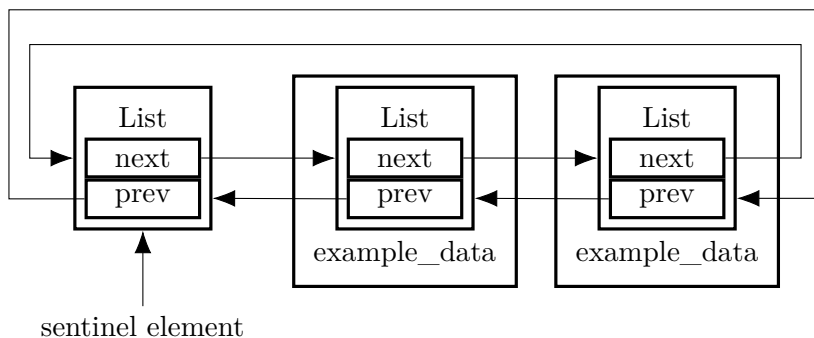 List
next
prev
List
next
prev
example_data
List
next
prev
example_data
sentinel element